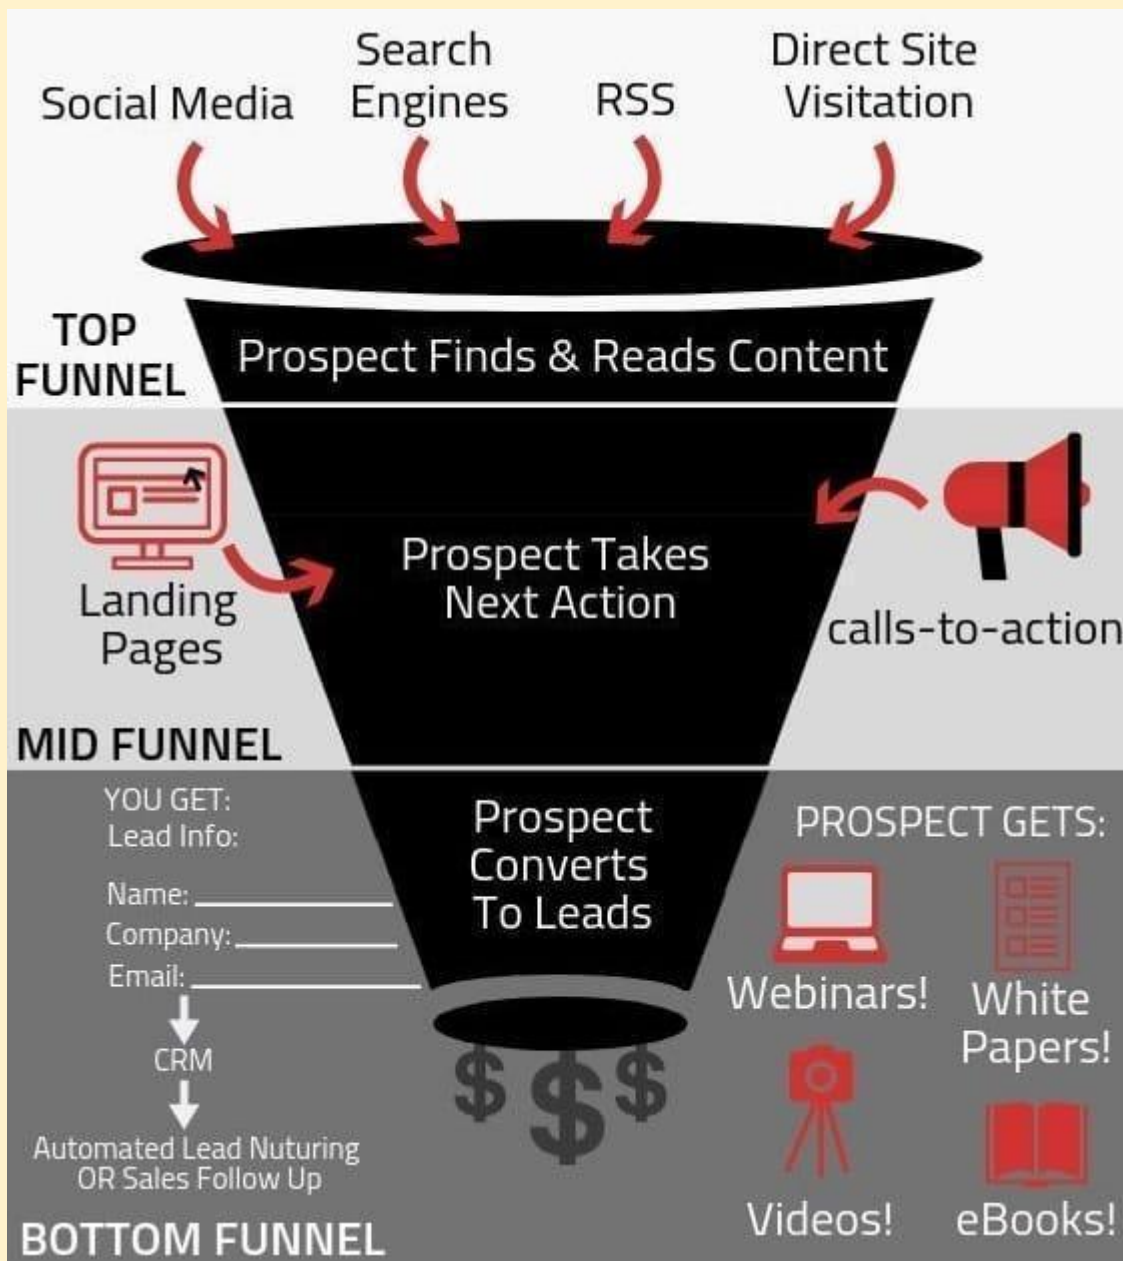 Social Media
Search
Engines
RSS
Direct Site
Visitation
TOP
FUNNEL
Prospect Finds & Reads Content
Landing
Pages
Prospect Takes
Next Action
calls-to-action
MID FUNNEL
YOU GET:
Lead Info:
Name:
Company:
Email:
CRM
Automated Lead Nuturing
OR Sales Follow Up
BOTTOM FUNNEL
Prospect
Converts
To Leads
$ $ $
PROSPECT GETS:
Webinars!
White
Papers!
Videos!
eBooks!